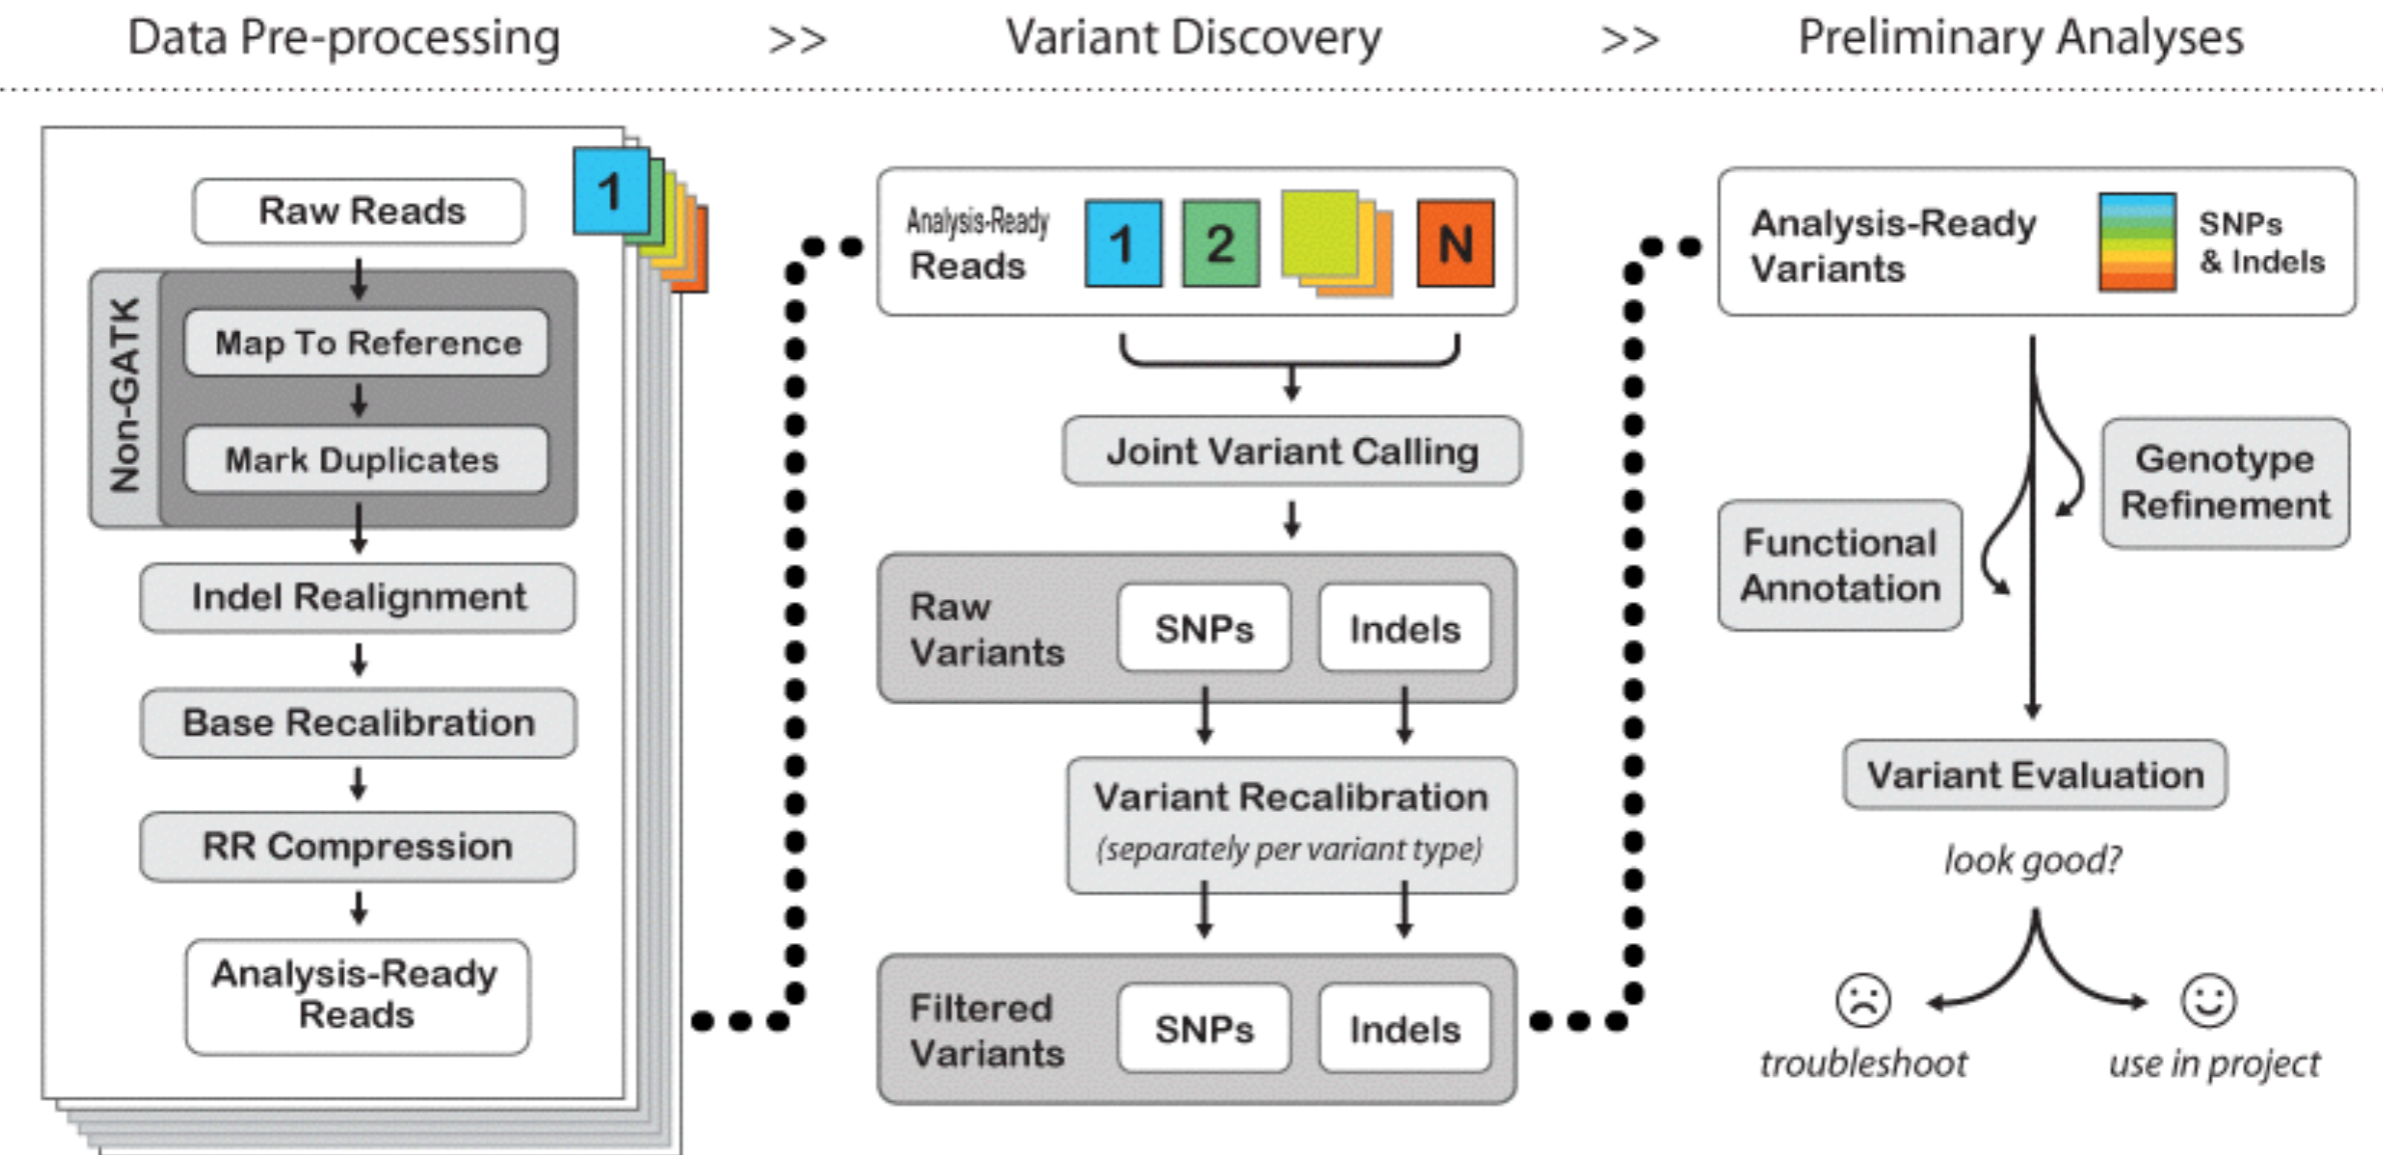 Data Pre-processing >> Variant Discovery >> Preliminary Analyses
1
Raw Reads
Non-GATK
Map To Reference
Mark Duplicates
Indel Realignment
Base Recalibration
RR Compression
Analysis-Ready
Reads
Analysis-Ready
Reads
1 2 N
Joint Variant Calling
Raw
Variants
SNPs Indels
Variant Recalibration
(separately per variant type)
Filtered
Variants
SNPs Indels
Analysis-Ready
Variants
SNPs
& Indels
Genotype
Refinement
Functional
Annotation
Variant Evaluation
look good?
troubleshoot use in project